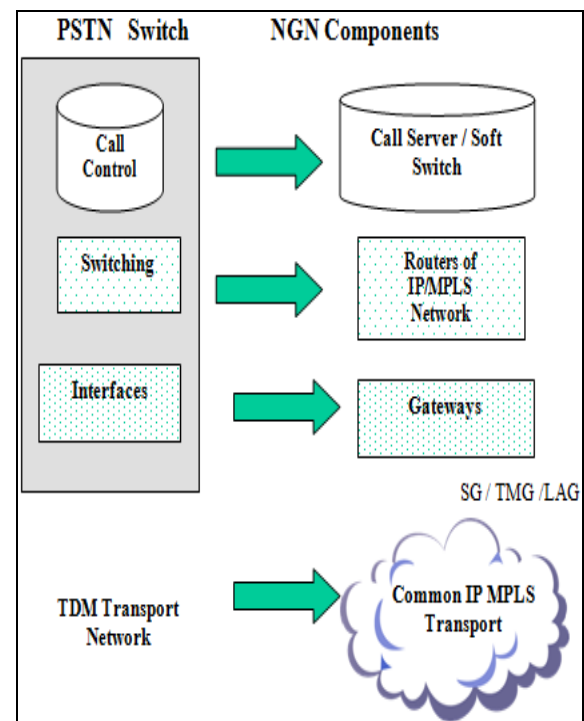 PSTN Switch
NGN Components
Call
Control
Call Server / Soft
Switch
Switching
Routers of
IP/MPLS
Network
Interfaces
Gateways
SG / TMG /LAG
TDM Transport
Network
Common IP MPLS
Transport